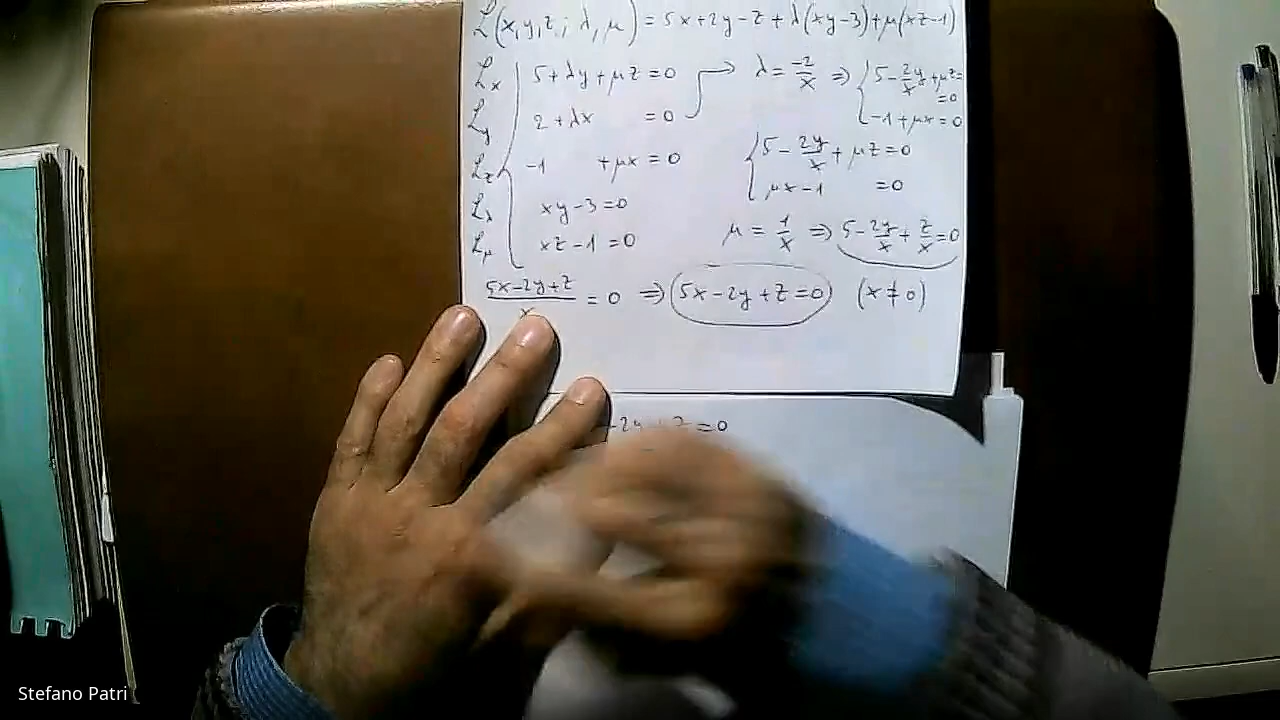 L(x,y,z; λ, μ) = 5x+2y-z+λ(xy-3)+μ(xz-1)
Lx 5+λy+μz=0 → λ = -2/x ⇒ { 5-2y/x+μz=
=0
Ly 2+λx =0 -1+μx=0
{ 5-2y/x+μz=0
Lz -1 +μx=0 μx-1 =0
Lλ xy-3=0
μ = 1/x ⇒ 5-2y/x+z/x=0
Lμ xz-1=0
5x-2y+z/x = 0 ⇒ 5x-2y+z=0 (x≠0)
-2y+z=0
Stefano Patri